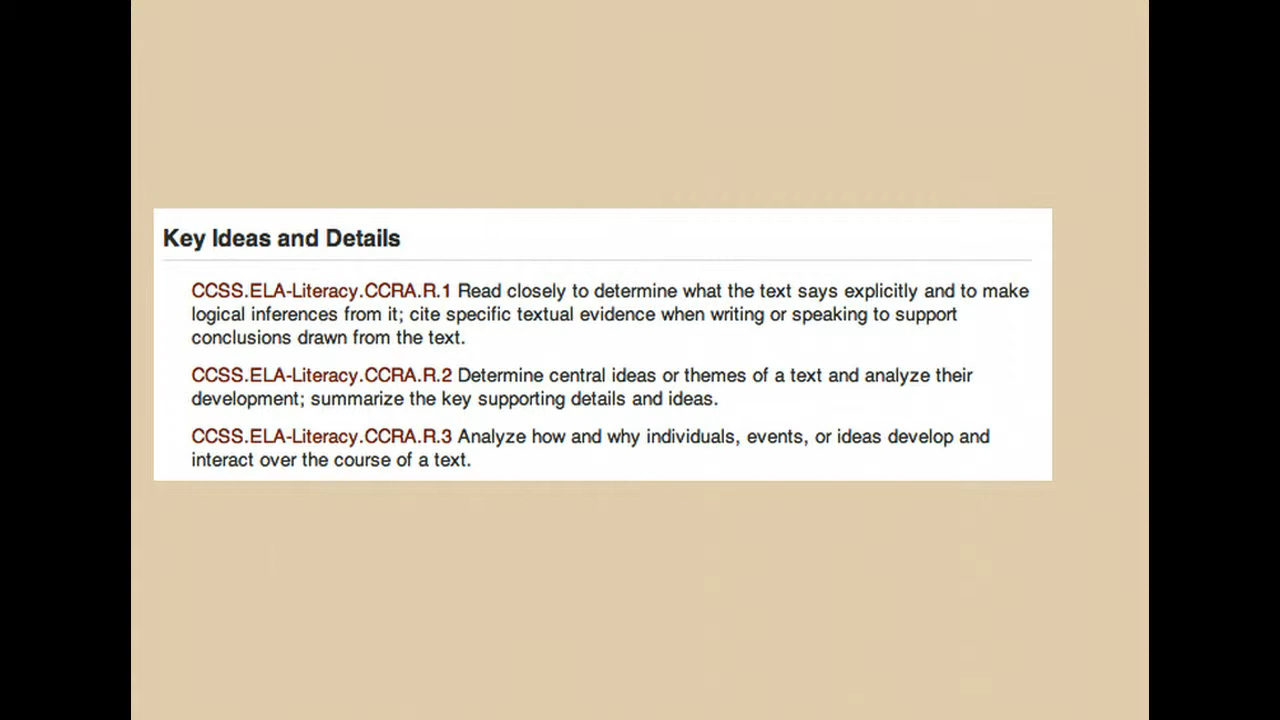 Key Ideas and Details
CCSS.ELA-Literacy.CCRA.R.1 Read closely to determine what the text says explicitly and to make
logical inferences from it; cite specific textual evidence when writing or speaking to support
conclusions drawn from the text.
CCSS.ELA-Literacy.CCRA.R.2 Determine central ideas or themes of a text and analyze their
development; summarize the key supporting details and ideas.
CCSS.ELA-Literacy.CCRA.R.3 Analyze how and why individuals, events, or ideas develop and
interact over the course of a text.